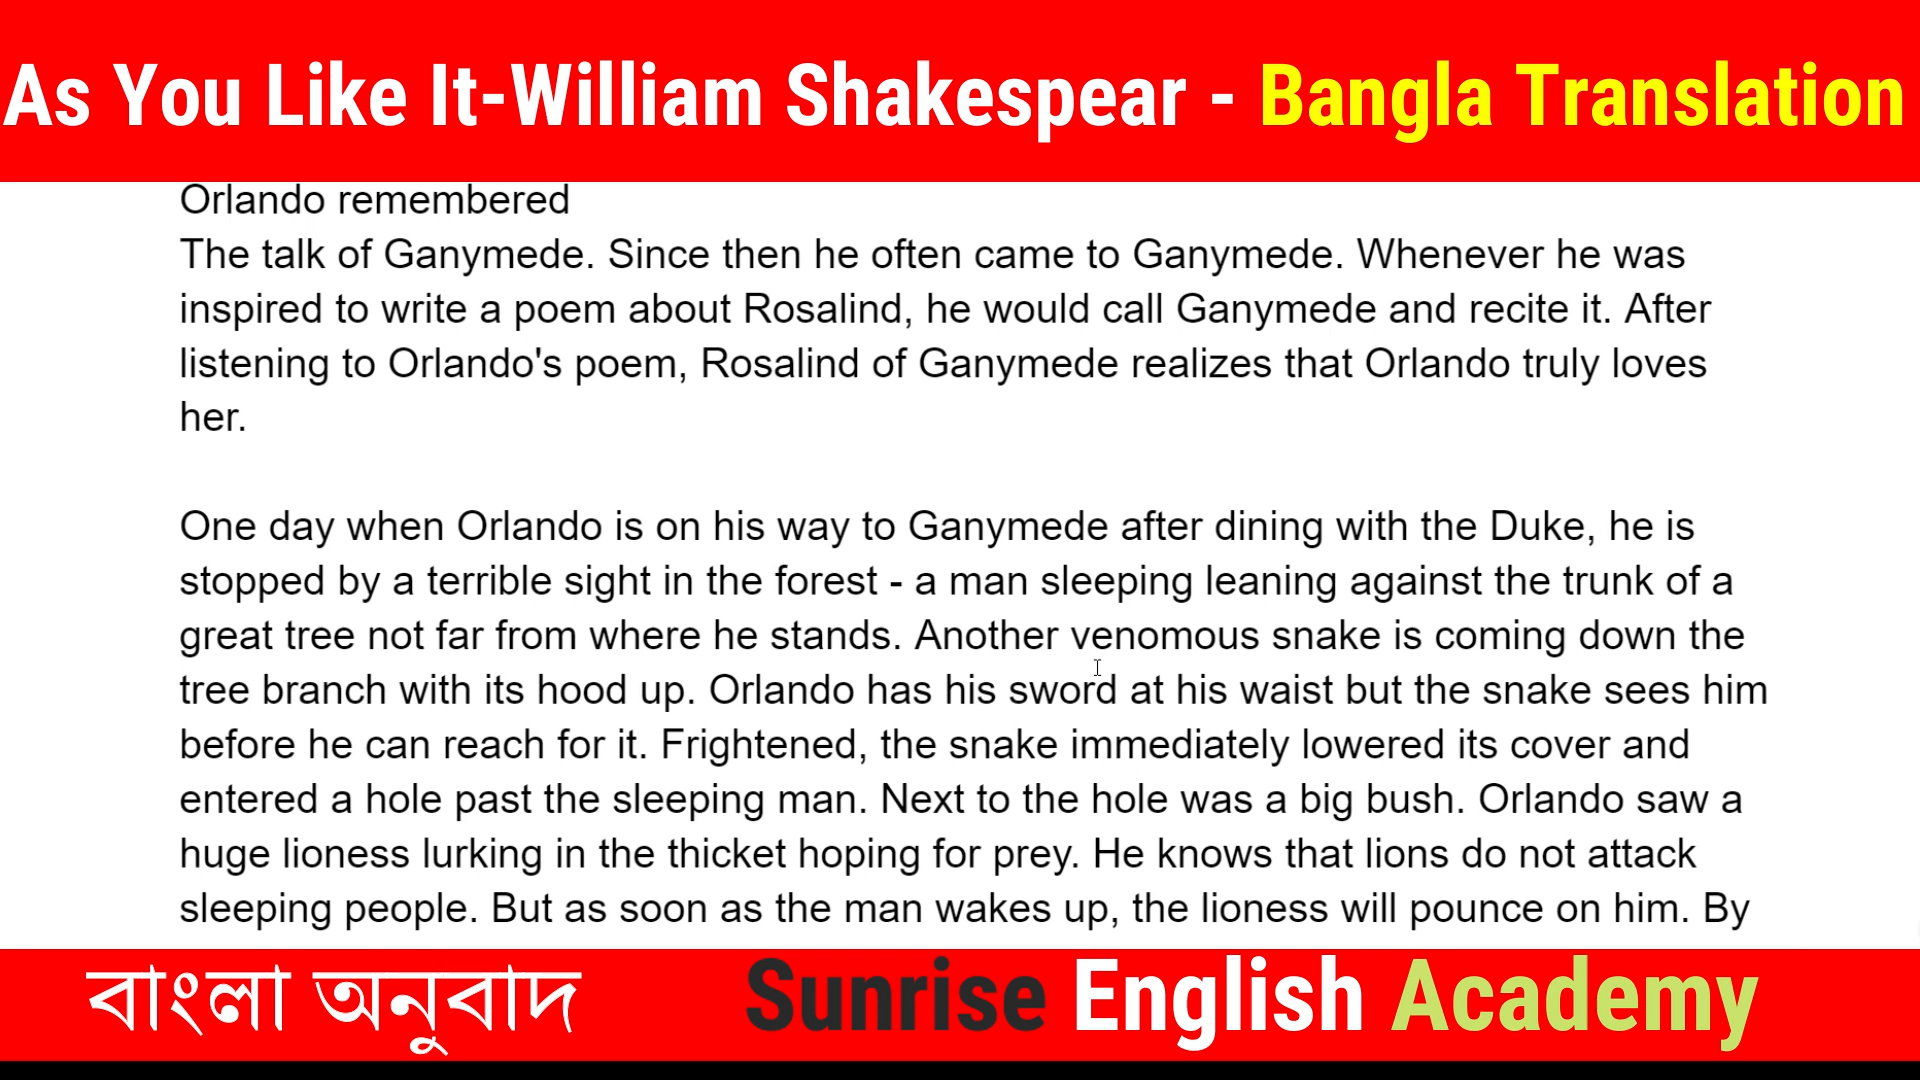 As You Like It-William Shakespear - Bangla Translation
Orlando remembered
The talk of Ganymede. Since then he often came to Ganymede. Whenever he was
inspired to write a poem about Rosalind, he would call Ganymede and recite it. After
listening to Orlando's poem, Rosalind of Ganymede realizes that Orlando truly loves
her.
One day when Orlando is on his way to Ganymede after dining with the Duke, he is
stopped by a terrible sight in the forest - a man sleeping leaning against the trunk of a
great tree not far from where he stands. Another venomous snake is coming down the
tree branch with its hood up. Orlando has his sword at his waist but the snake sees him
before he can reach for it. Frightened, the snake immediately lowered its cover and
entered a hole past the sleeping man. Next to the hole was a big bush. Orlando saw a
huge lioness lurking in the thicket hoping for prey. He knows that lions do not attack
sleeping people. But as soon as the man wakes up, the lioness will pounce on him. By
বাংলা অনুবাদ Sunrise English Academy